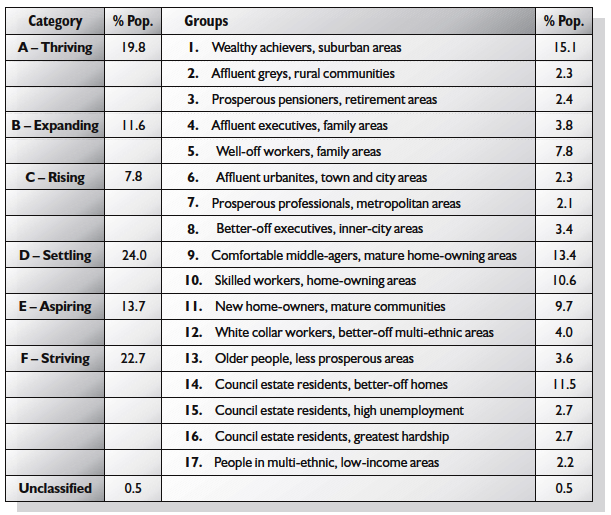 Category % Pop. Groups % Pop.
A – Thriving 19.8 1. Wealthy achievers, suburban areas 15.1
2. Affluent greys, rural communities 2.3
3. Prosperous pensioners, retirement areas 2.4
B – Expanding 11.6 4. Affluent executives, family areas 3.8
5. Well-off workers, family areas 7.8
C – Rising 7.8 6. Affluent urbanites, town and city areas 2.3
7. Prosperous professionals, metropolitan areas 2.1
8. Better-off executives, inner-city areas 3.4
D – Settling 24.0 9. Comfortable middle-agers, mature home-owning areas 13.4
10. Skilled workers, home-owning areas 10.6
E – Aspiring 13.7 11. New home-owners, mature communities 9.7
12. White collar workers, better-off multi-ethnic areas 4.0
F – Striving 22.7 13. Older people, less prosperous areas 3.6
14. Council estate residents, better-off homes 11.5
15. Council estate residents, high unemployment 2.7
16. Council estate residents, greatest hardship 2.7
17. People in multi-ethnic, low-income areas 2.2
Unclassified 0.5 0.5